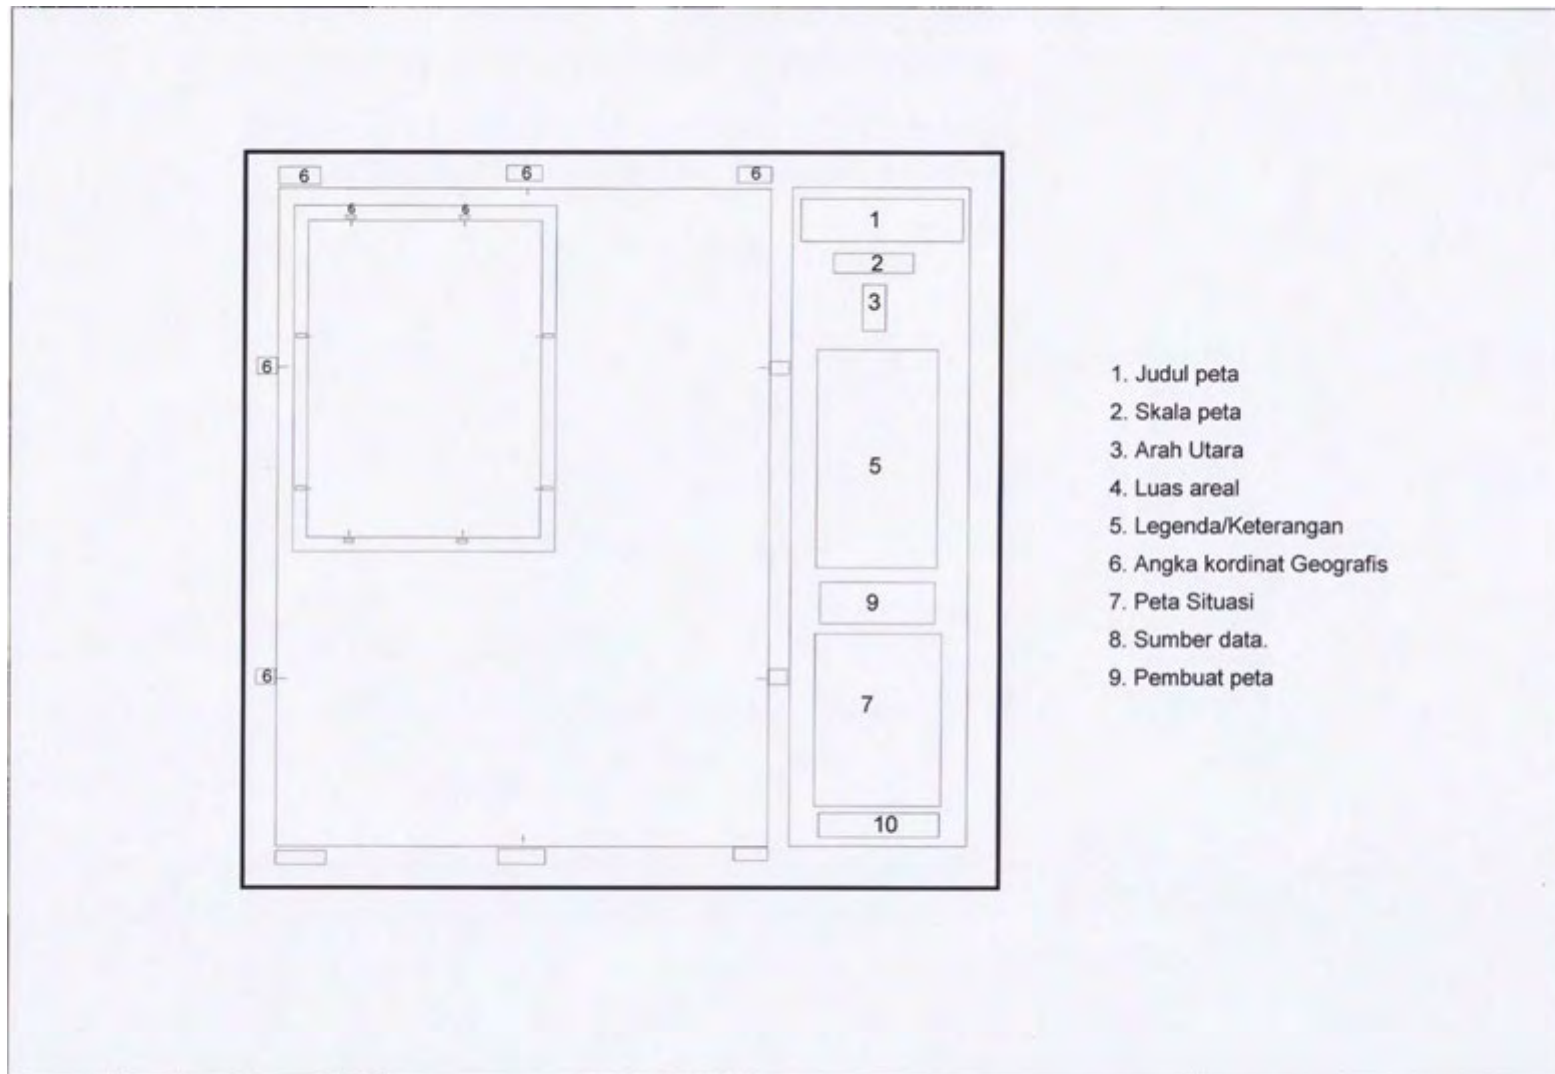 6
6
6
6
6
6
6
1
2
3
5
9
7
10
1. Judul peta
2. Skala peta
3. Arah Utara
4. Luas areal
5. Legenda/Keterangan
6. Angka kordinat Geografis
7. Peta Situasi
8. Sumber data.
9. Pembuat peta